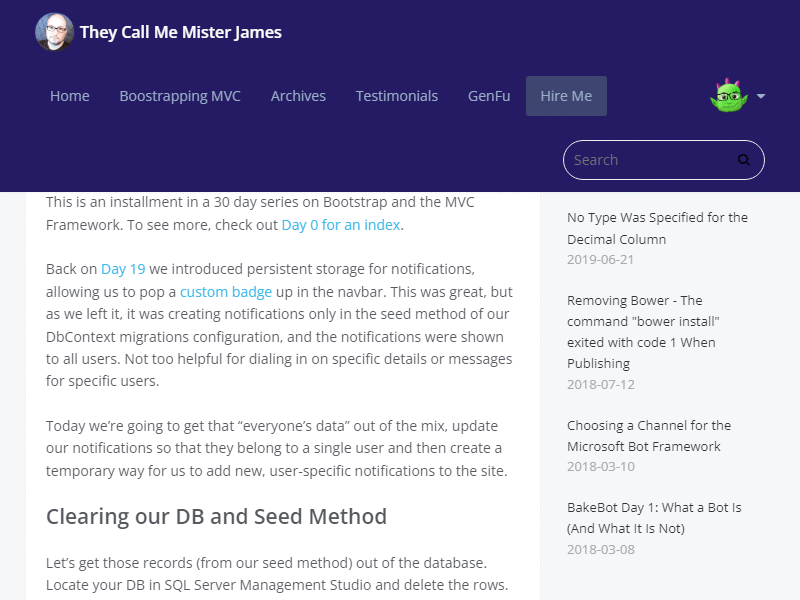 They Call Me Mister James
Home
Boostrapping MVC
Archives
Testimonials
GenFu
Hire Me
Search
This is an installment in a 30 day series on Bootstrap and the MVC
Framework. To see more, check out Day 0 for an index.
Back on Day 19 we introduced persistent storage for notifications,
allowing us to pop a custom badge up in the navbar. This was great, but
as we left it, it was creating notifications only in the seed method of our
DbContext migrations configuration, and the notifications were shown
to all users. Not too helpful for dialing in on specific details or messages
for specific users.
Today we’re going to get that “everyone’s data” out of the mix, update
our notifications so that they belong to a single user and then create a
temporary way for us to add new, user-specific notifications to the site.
Clearing our DB and Seed Method
Let’s get those records (from our seed method) out of the database.
Locate your DB in SQL Server Management Studio and delete the rows.
No Type Was Specified for the
Decimal Column
2019-06-21
Removing Bower - The
command "bower install"
exited with code 1 When
Publishing
2018-07-12
Choosing a Channel for the
Microsoft Bot Framework
2018-03-10
BakeBot Day 1: What a Bot Is
(And What It Is Not)
2018-03-08